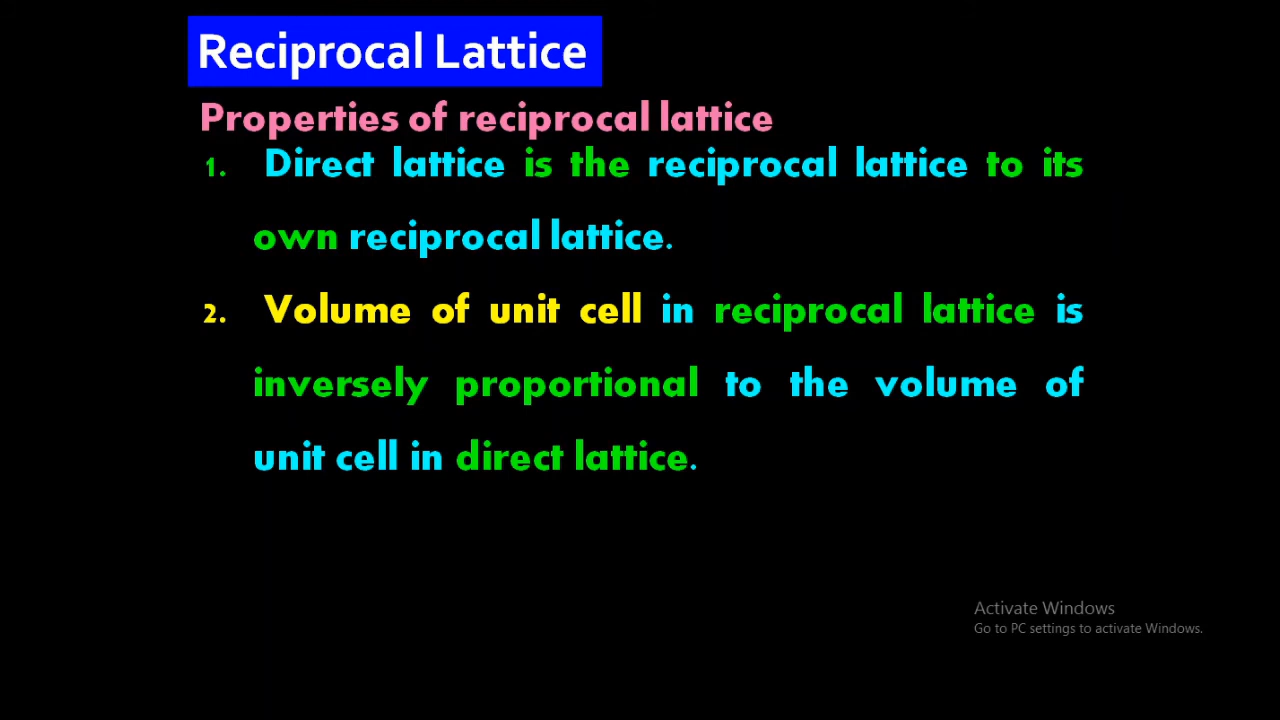 Reciprocal Lattice
Properties of reciprocal lattice
1. Direct lattice is the reciprocal lattice to its
own reciprocal lattice.
2. Volume of unit cell in reciprocal lattice is
inversely proportional to the volume of
unit cell in direct lattice.
Activate Windows
Go to PC settings to activate Windows.